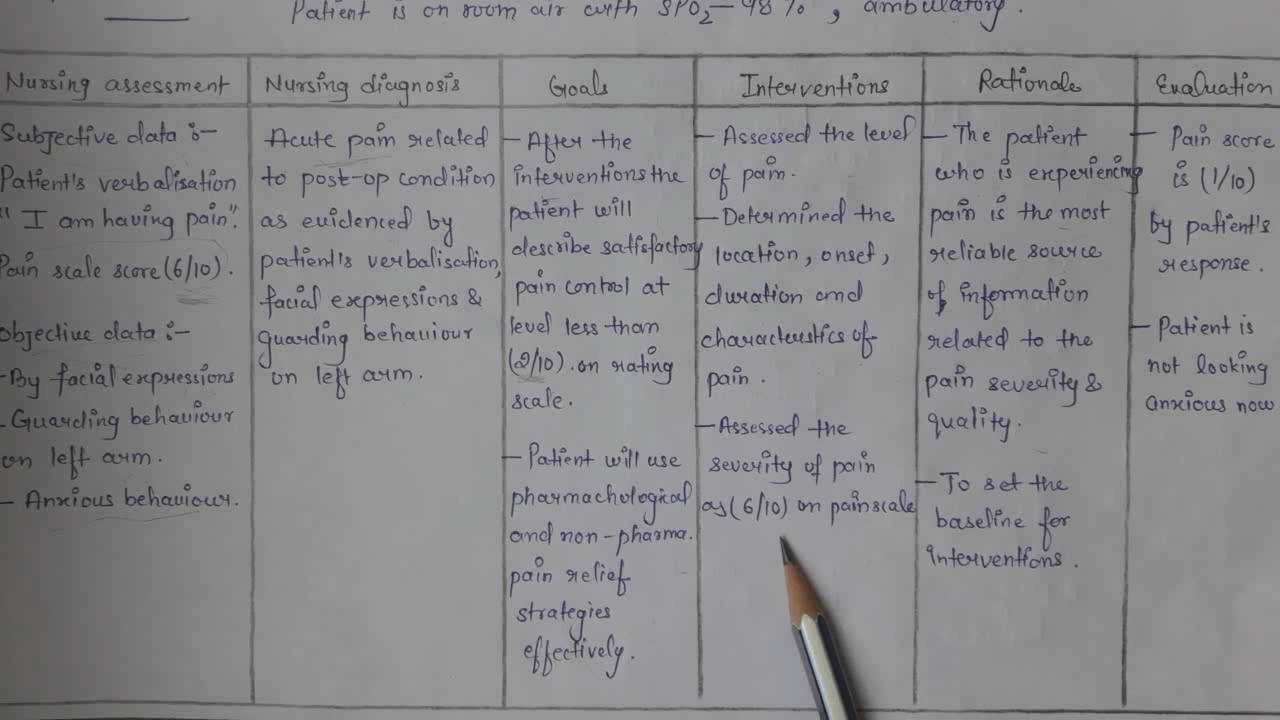 Patient is on room air with SPO2 – 98%, ambulatory.
Nursing assessment
Subjective data :-
Patient's verbalisation
" I am having pain".
Pain scale score (6/10).
objective data :-
- By facial expressions
- Guarding behaviour
on left arm.
- Anxious behaviour.
Nursing diagnosis
Acute pain related
to post-op condition
as evidenced by
patient's verbalisation,
facial expressions &
guarding behaviour
on left arm.
Goals
- After the
interventions the
patient will
describe satisfactory
pain control at
level less than
(2/10). on rating
scale.
- Patient will use
pharmachological
and non-pharma.
pain relief
strategies
effectively.
Interventions
- Assessed the level
of pain.
- Determined the
location, onset,
duration and
characteristics of
pain.
- Assessed the
severity of pain
as (6/10) on painscale
Rationale
- The patient
who is experiencing
pain is the most
reliable source
of information
related to the
pain severity &
quality.
- To set the
baseline for
interventions.
Evaluation
- Pain score
is (1/10)
by patient's
response.
- Patient is
not looking
anxious now